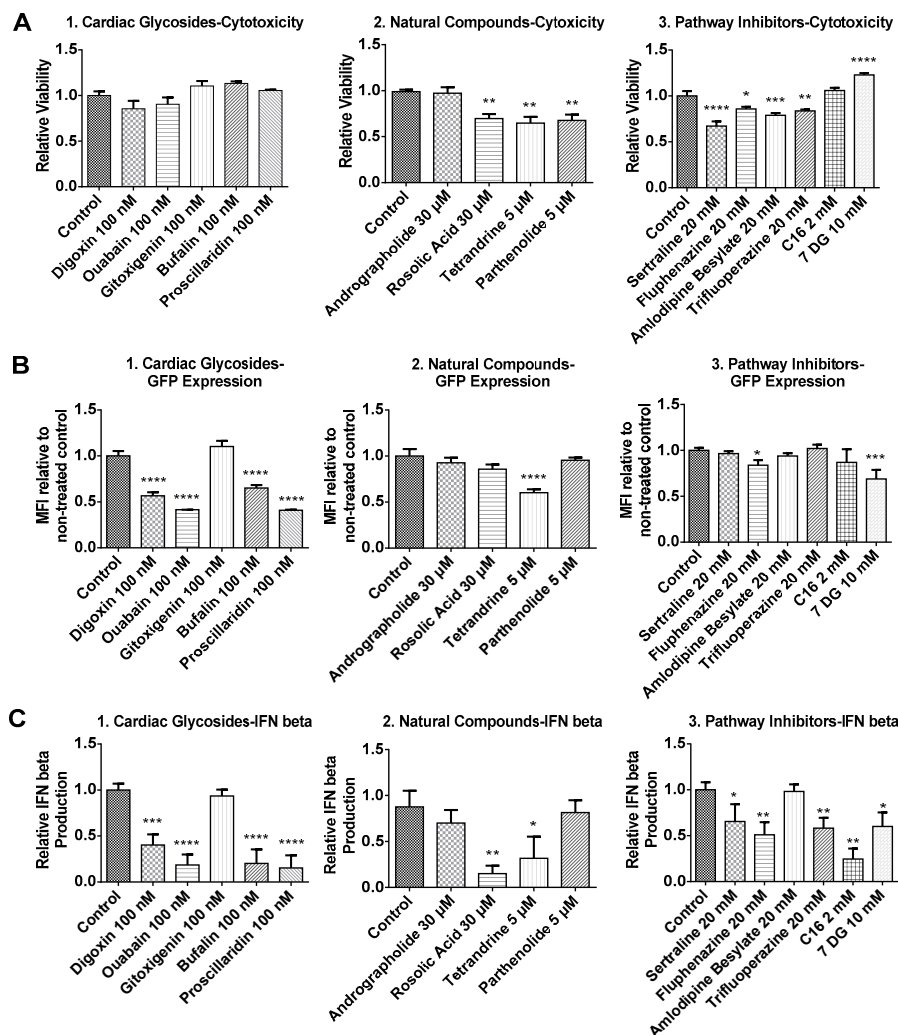 A
1. Cardiac Glycosides-Cytotoxicity
Relative Viability
1.5
1.0
0.5
0.0
Control
Digoxin 100 nM
Ouabain 100 nM
Gitoxigenin 100 nM
Bufalin 100 nM
Proscillaridin 100 nM
2. Natural Compounds-Cytoxicity
Relative Viability
1.5
1.0
0.5
0.0
**
**
**
Control
Andrographolide 30 µM
Rosolic Acid 30 µM
Tetrandrine 5 µM
Parthenolide 5 µM
3. Pathway Inhibitors-Cytotoxicity
Relative Viability
1.5
1.0
0.5
0.0
****
*
***
**
****
Control
Sertraline 20 mM
Fluphenazine 20 mM
Amlodipine Besylate 20 mM
Trifluoperazine 20 mM
C16 2 mM
7 DG 10 mM
B
1. Cardiac Glycosides-
GFP Expression
MFI relative to
non-treated control
1.5
1.0
0.5
0.0
****
****
****
****
Control
Digoxin 100 nM
Ouabain 100 nM
Gitoxigenin 100 nM
Bufalin 100 nM
Proscillaridin 100 nM
2. Natural Compounds-
GFP Expression
MFI relative to
non-treated control
1.5
1.0
0.5
0.0
****
Control
Andrographolide 30 µM
Rosolic Acid 30 µM
Tetrandrine 5 µM
Parthenolide 5 µM
3. Pathway Inhibitors-
GFP Expression
MFI relative to
non-treated control
1.5
1.0
0.5
0.0
*
***
Control
Sertraline 20 mM
Fluphenazine 20 mM
Amlodipine Besylate 20 mM
Trifluoperazine 20 mM
C16 2 mM
7 DG 10 mM
C
1. Cardiac Glycosides-IFN beta
Relative IFN beta
Production
1.5
1.0
0.5
0.0
***
****
****
****
Control
Digoxin 100 nM
Ouabain 100 nM
Gitoxigenin 100 nM
Bufalin 100 nM
Proscillaridin 100 nM
2. Natural Compounds-IFN beta
Relative IFN beta
Production
1.5
1.0
0.5
0.0
**
*
Control
Andrographolide 30 µM
Rosolic Acid 30 µM
Tetrandrine 5 µM
Parthenolide 5 µM
3. Pathway Inhibitors-IFN beta
Relative IFN beta
Production
1.5
1.0
0.5
0.0
*
**
**
**
*
Control
Sertraline 20 mM
Fluphenazine 20 mM
Amlodipine Besylate 20 mM
Trifluoperazine 20 mM
C16 2 mM
7 DG 10 mM